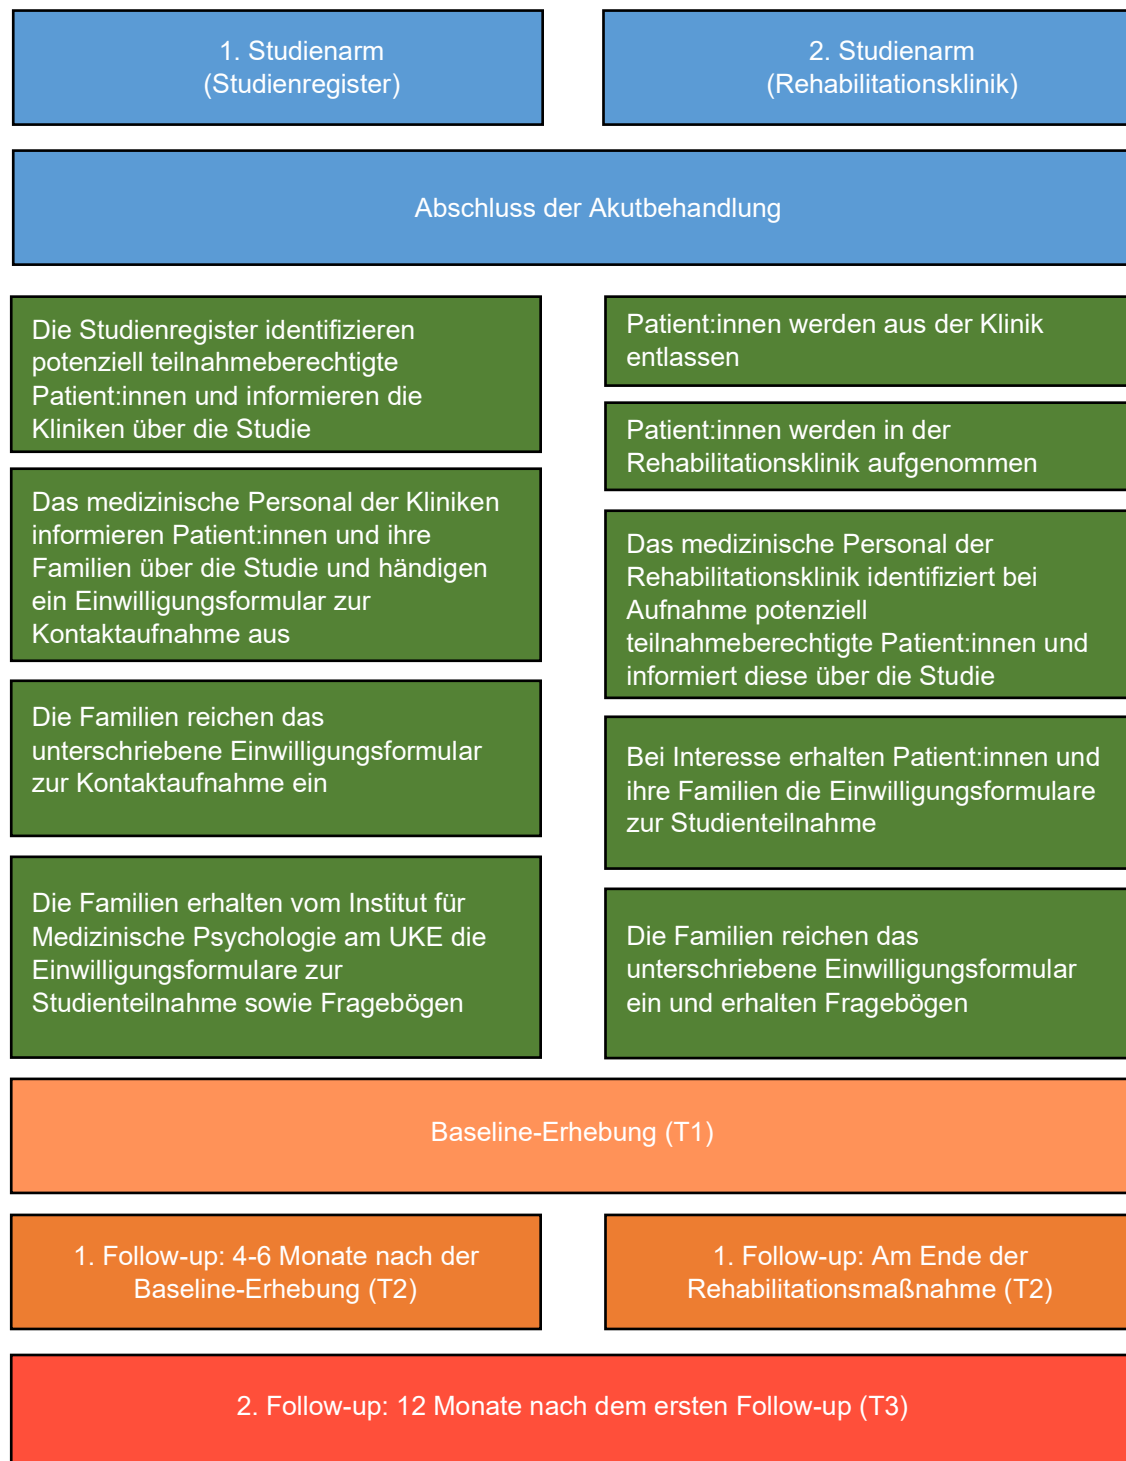 1. Studienarm
(Studienregister)
2. Studienarm
(Rehabilitationsklinik)
Abschluss der Akutbehandlung
Die Studienregister identifizieren
potenziell teilnahmeberechtigte
Patient:innen und informieren die
Kliniken über die Studie
Das medizinische Personal der Kliniken
informieren Patient:innen und ihre
Familien über die Studie und händigen
ein Einwilligungsformular zur
Kontaktaufnahme aus
Die Familien reichen das
unterschriebene Einwilligungsformular
zur Kontaktaufnahme ein
Die Familien erhalten vom Institut für
Medizinische Psychologie am UKE die
Einwilligungsformulare zur
Studienteilnahme sowie Fragebögen
Patient:innen werden aus der Klinik
entlassen
Patient:innen werden in der
Rehabilitationsklinik aufgenommen
Das medizinische Personal der
Rehabilitationsklinik identifiziert bei
Aufnahme potenziell
teilnahmeberechtigte Patient:innen und
informiert diese über die Studie
Bei Interesse erhalten Patient:innen und
ihre Familien die Einwilligungsformulare
zur Studienteilnahme
Die Familien reichen das
unterschriebene Einwilligungsformular
ein und erhalten Fragebögen
Baseline-Erhebung (T1)
1. Follow-up: 4-6 Monate nach der
Baseline-Erhebung (T2)
1. Follow-up: Am Ende der
Rehabilitationsmaßnahme (T2)
2. Follow-up: 12 Monate nach dem ersten Follow-up (T3)